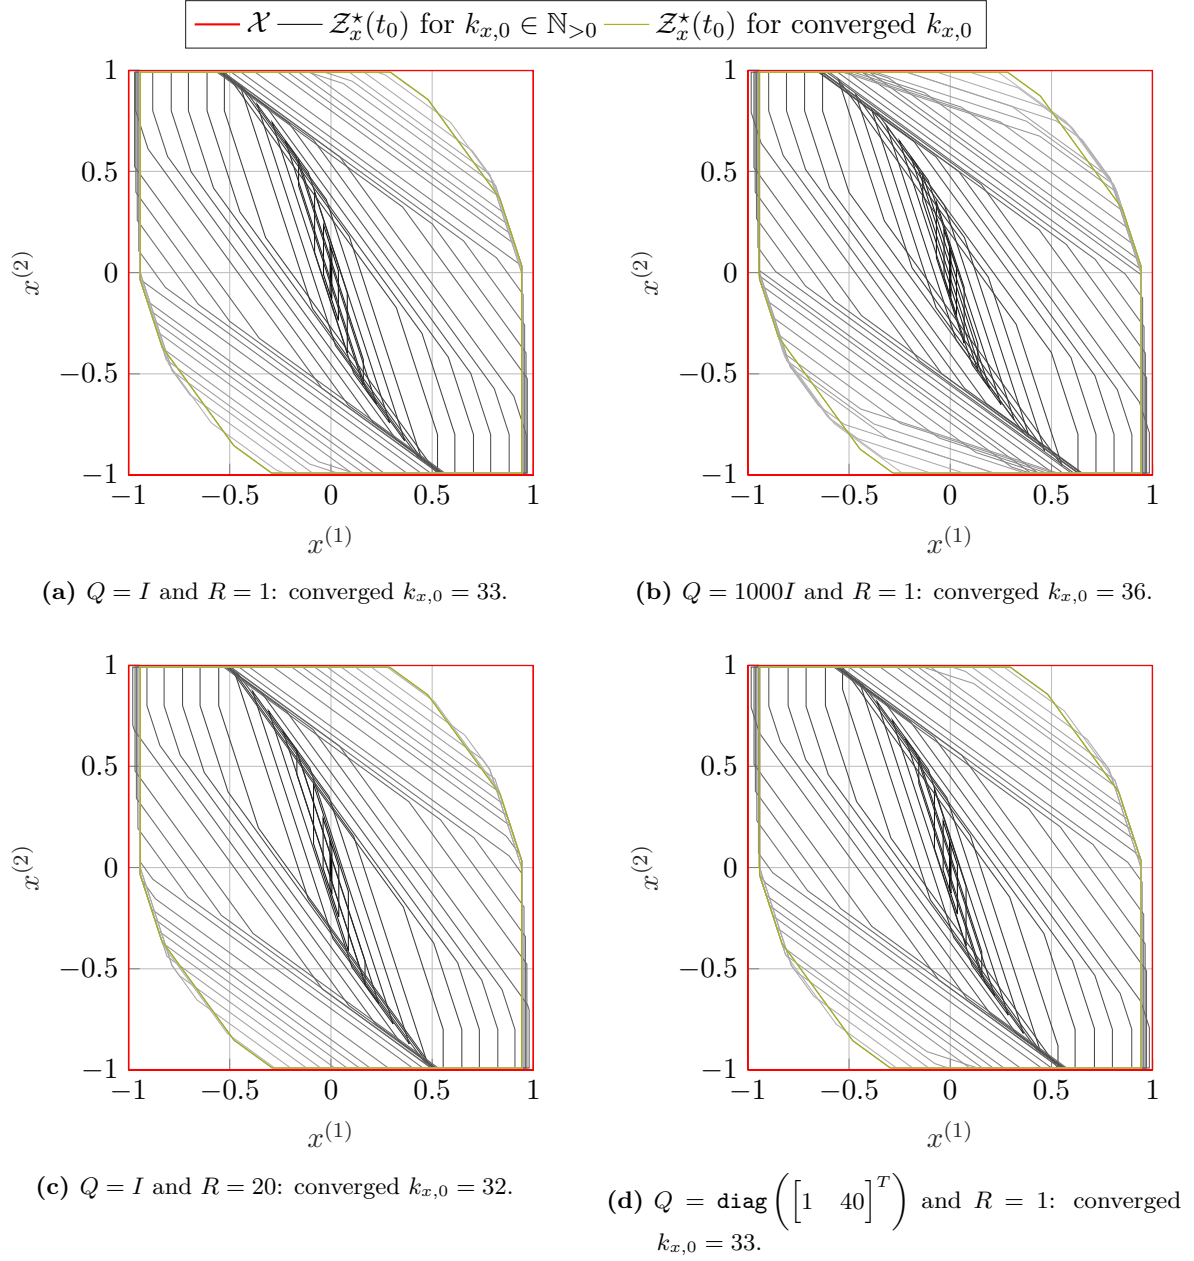 𝒳 — 𝒵ₓ⋆(t₀) for kₓ,₀ ∈ ℕ>0 — 𝒵ₓ⋆(t₀) for converged kₓ,₀
1 1
0.5 0.5
0 0
−0.5 −0.5
−1 −1
x⁽²⁾ x⁽²⁾
−1 −0.5 0 0.5 1 −1 −0.5 0 0.5 1
x⁽¹⁾ x⁽¹⁾
(a) Q = I and R = 1: converged kₓ,₀ = 33.
(b) Q = 1000I and R = 1: converged kₓ,₀ = 36.
1 1
0.5 0.5
0 0
−0.5 −0.5
−1 −1
x⁽²⁾ x⁽²⁾
−1 −0.5 0 0.5 1 −1 −0.5 0 0.5 1
x⁽¹⁾ x⁽¹⁾
(c) Q = I and R = 20: converged kₓ,₀ = 32.
(d) Q = diag([1 40]ᵀ) and R = 1: converged
kₓ,₀ = 33.